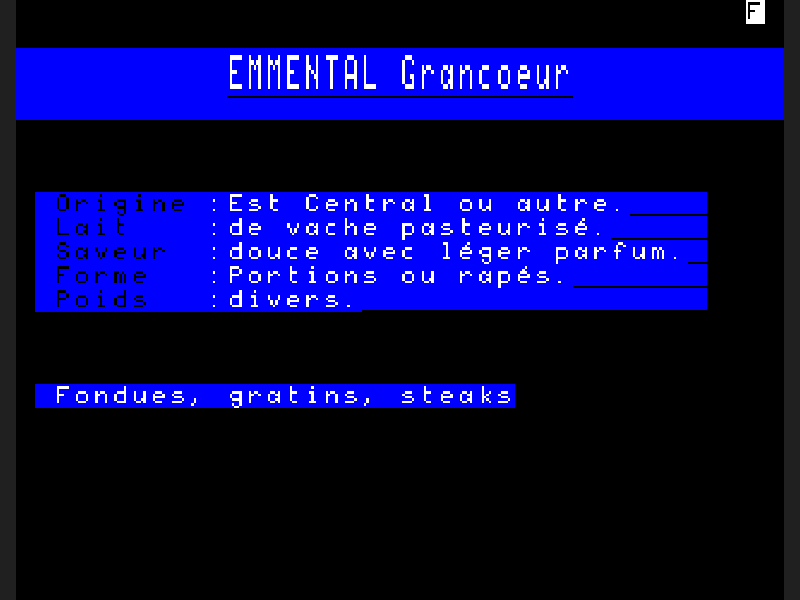 F
EMMENTAL Grancoeur
Origine :Est Central ou autre.
Lait :de vache pasteurisé.
Saveur :douce avec léger parfum.
Forme :Portions ou rapés.
Poids :divers.
Fondues, gratins, steaks